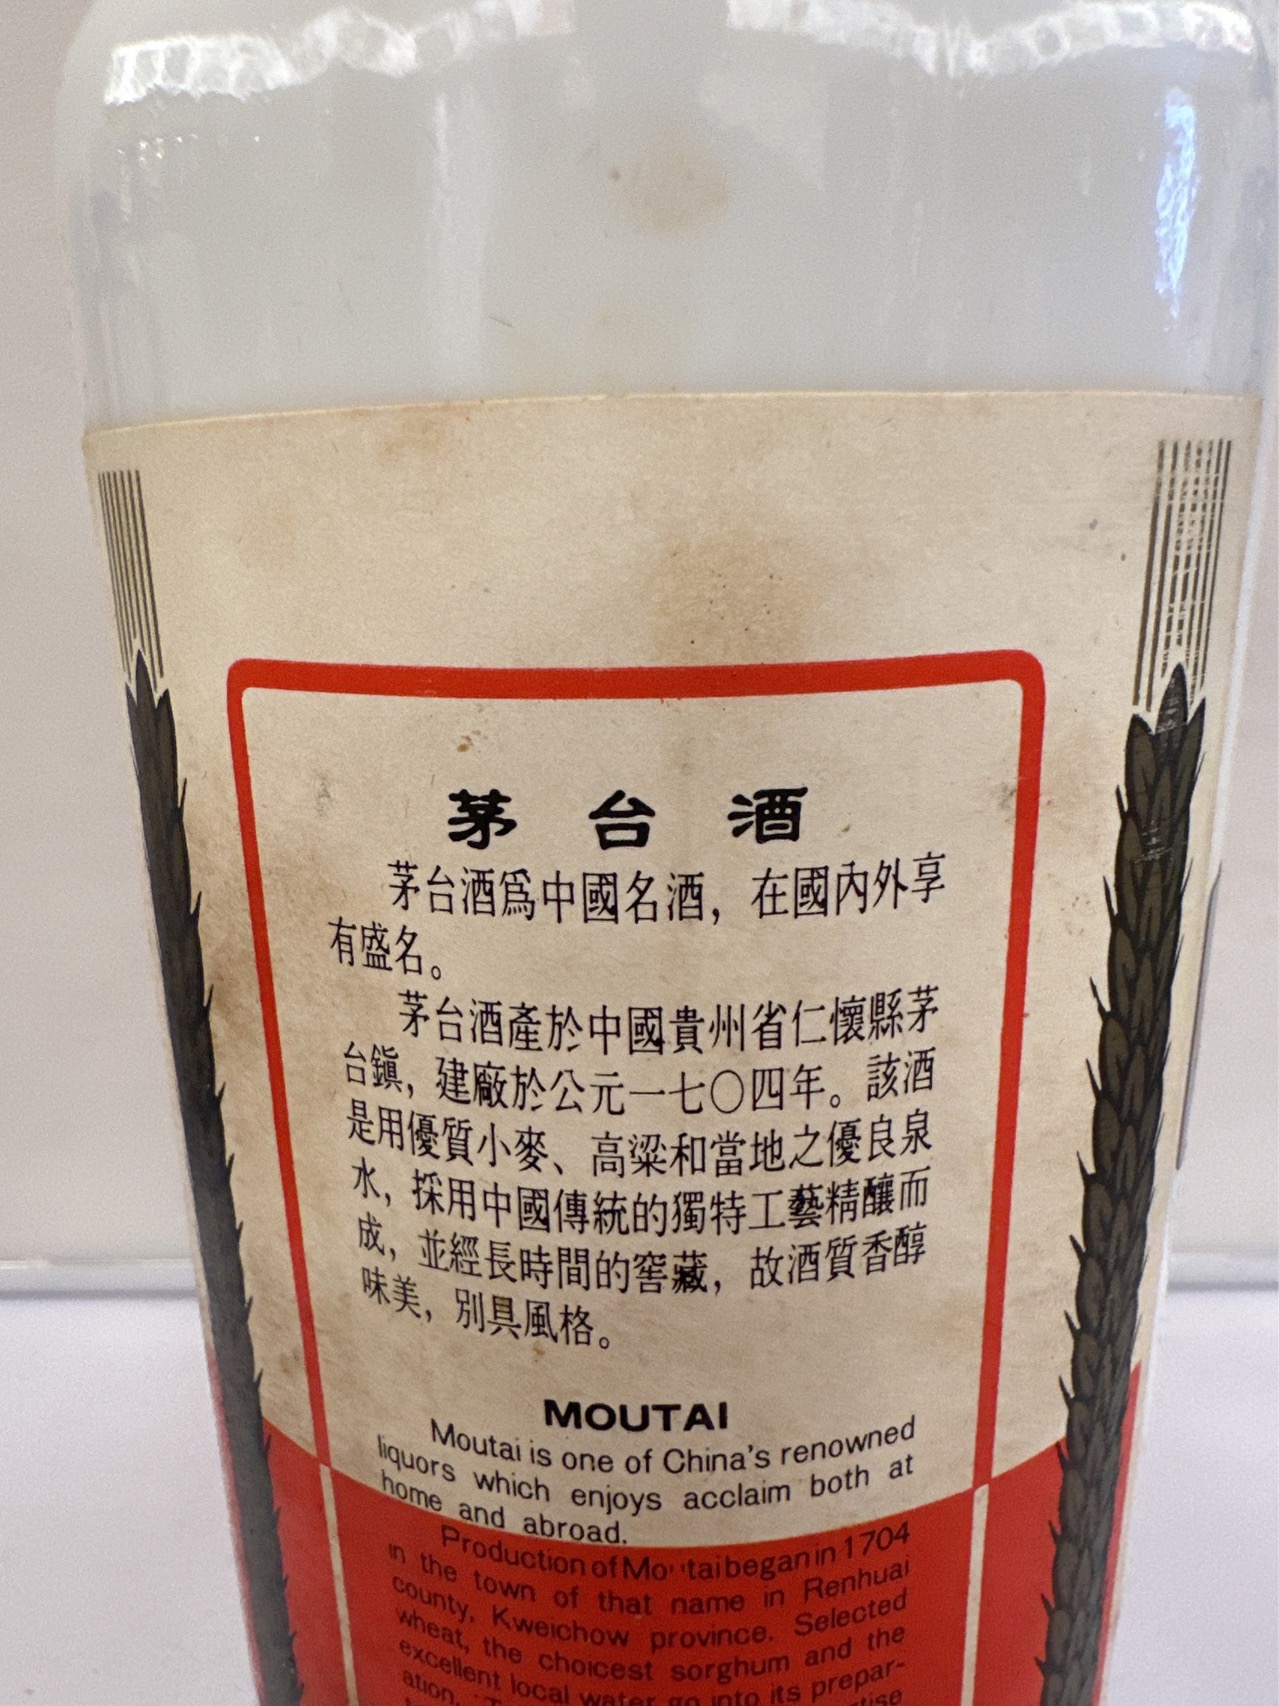 茅台酒
茅台酒爲中國名酒，在國內外享
有盛名。
茅台酒產於中國貴州省仁懷縣茅
台鎭，建廠於公元一七〇四年。該酒
是用優質小麥、高粱和當地之優良泉
水，採用中國傳統的獨特工藝精釀而
成，並經長時間的窖藏，故酒質香醇
味美，別具風格。
MOUTAI
Moutai is one of China's renowned
liquors which enjoys acclaim both at
home and abroad.
Production of Moutai began in 1704
in the town of that name in Renhuai
county, Kweichow province. Selected
wheat, the choicest sorghum and the
excellent local water go into its prepar-
ation.